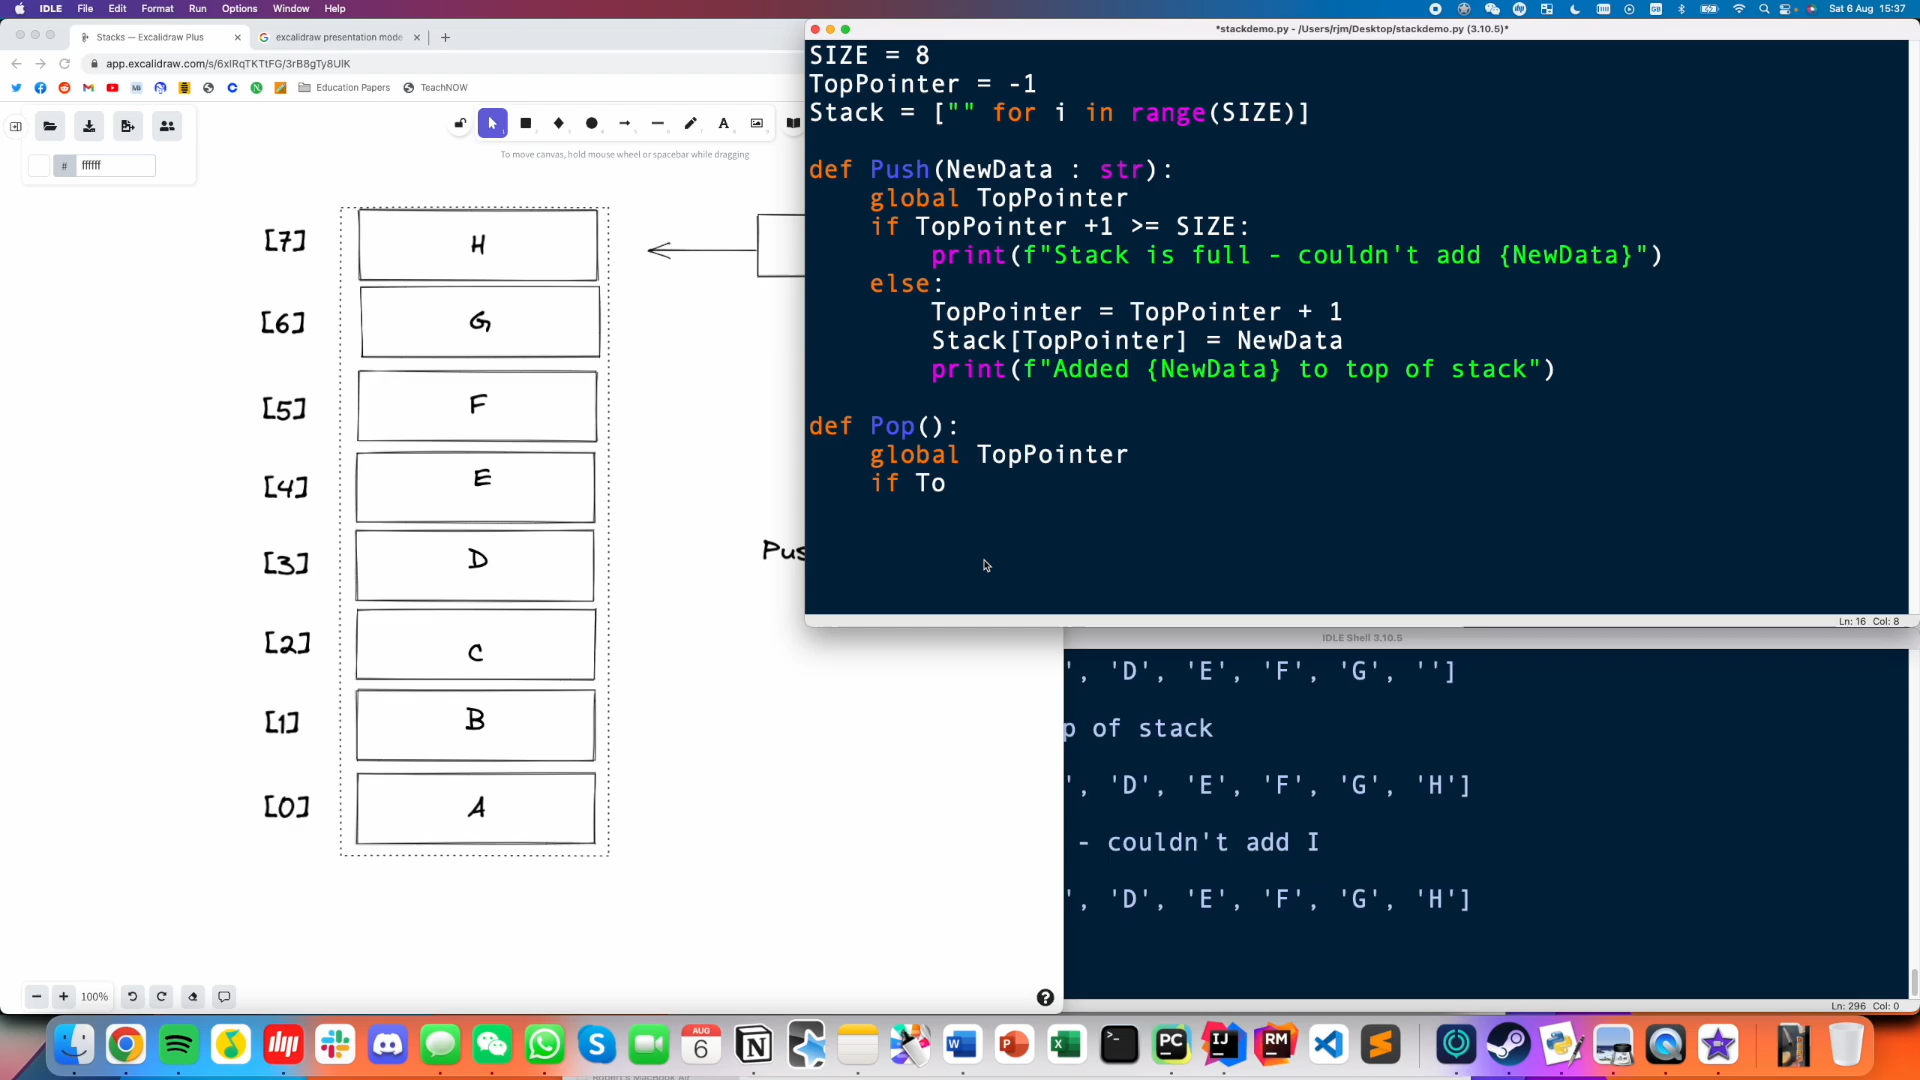 IDLE File Edit Format Run Options Window Help
Sat 6 Aug 15:37
Stacks — Excalidraw Plus
excalidraw presentation mode
app.excalidraw.com/s/6xIRqTKTtFG/3rB8gTy8UlK
Education Papers
TeachNOW
To move canvas, hold mouse wheel or spacebar while dragging
# ffffff
[7] H
[6] G
[5] F
[4] E
[3] D
[2] C
[1] B
[0] A
100%
*stackdemo.py - /Users/rjm/Desktop/stackdemo.py (3.10.5)*
SIZE = 8
TopPointer = -1
Stack = ["" for i in range(SIZE)]
def Push(NewData : str):
    global TopPointer
    if TopPointer +1 >= SIZE:
        print(f"Stack is full - couldn't add {NewData}")
    else:
        TopPointer = TopPointer + 1
        Stack[TopPointer] = NewData
        print(f"Added {NewData} to top of stack")
def Pop():
    global TopPointer
    if To
Ln: 16 Col: 8
IDLE Shell 3.10.5
', 'D', 'E', 'F', 'G', '']
p of stack
', 'D', 'E', 'F', 'G', 'H']
- couldn't add I
', 'D', 'E', 'F', 'G', 'H']
Ln: 296 Col: 0
AUG
6